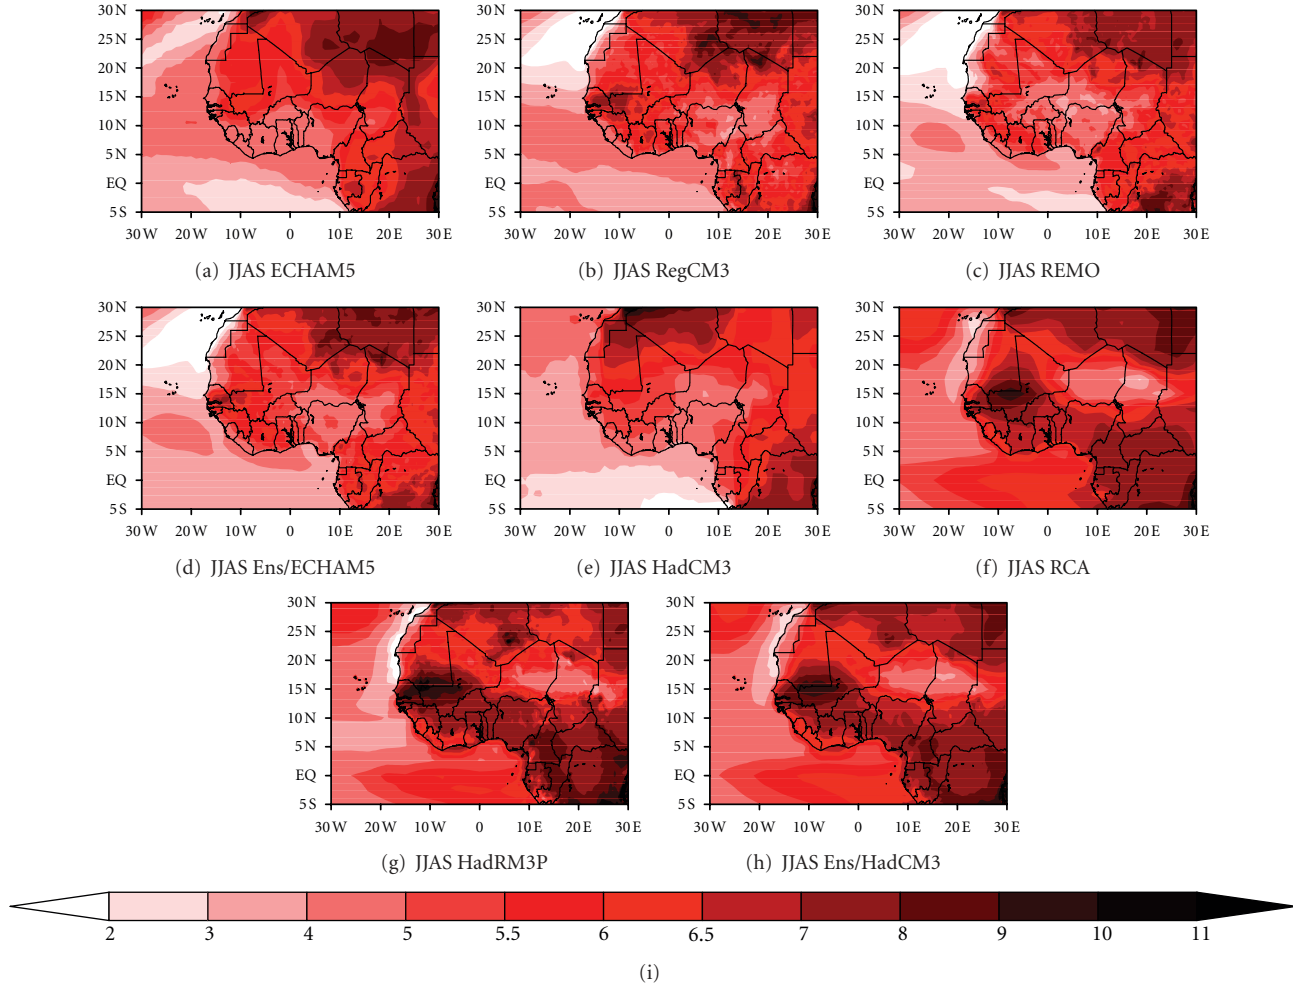 30 N 30 N 30 N
25 N 25 N 25 N
20 N 20 N 20 N
15 N 15 N 15 N
10 N 10 N 10 N
5 N 5 N 5 N
EQ EQ EQ
5 S 5 S 5 S
30 W 20 W 10 W 0 10 E 20 E 30 E 30 W 20 W 10 W 0 10 E 20 E 30 E 30 W 20 W 10 W 0 10 E 20 E 30 E
(a) JJAS ECHAM5 (b) JJAS RegCM3 (c) JJAS REMO
30 N 30 N 30 N
25 N 25 N 25 N
20 N 20 N 20 N
15 N 15 N 15 N
10 N 10 N 10 N
5 N 5 N 5 N
EQ EQ EQ
5 S 5 S 5 S
30 W 20 W 10 W 0 10 E 20 E 30 E 30 W 20 W 10 W 0 10 E 20 E 30 E 30 W 20 W 10 W 0 10 E 20 E 30 E
(d) JJAS Ens/ECHAM5 (e) JJAS HadCM3 (f) JJAS RCA
30 N 30 N
25 N 25 N
20 N 20 N
15 N 15 N
10 N 10 N
5 N 5 N
EQ EQ
5 S 5 S
30 W 20 W 10 W 0 10 E 20 E 30 E 30 W 20 W 10 W 0 10 E 20 E 30 E
(g) JJAS HadRM3P (h) JJAS Ens/HadCM3
2 3 4 5 5.5 6 6.5 7 8 9 10 11
(i)